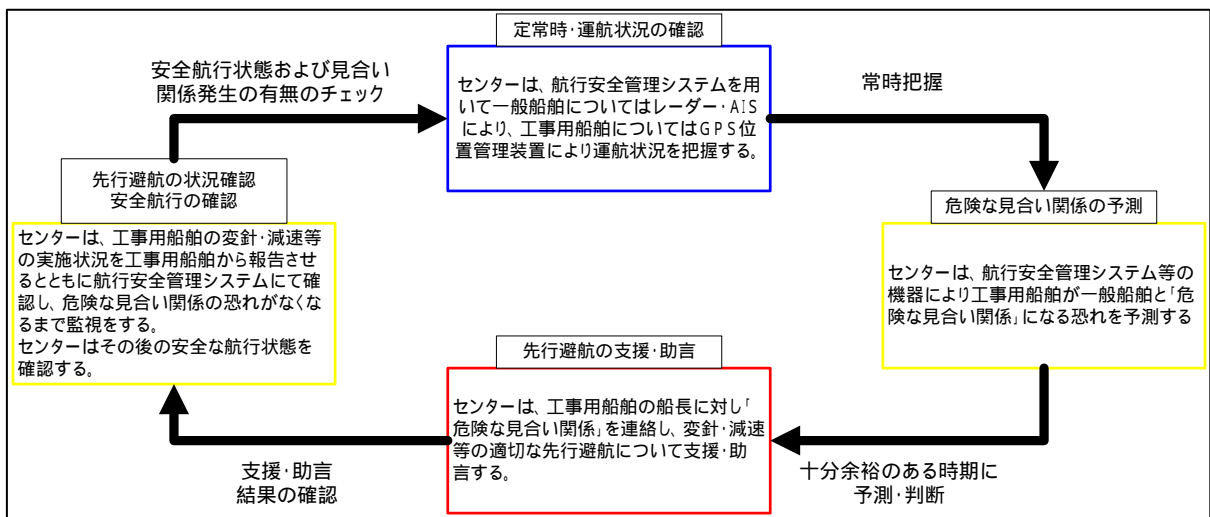 定常時・運航状況の確認
センターは、航行安全管理システムを用
いて一般船舶についてはレーダー・AIS
により、工事用船舶についてはGPS位
置管理装置により運航状況を把握する。
常時把握
危険な見合い関係の予測
センターは、航行安全管理システム等の
機器により工事用船舶が一般船舶と「危
険な見合い関係」になる恐れを予測する
十分余裕のある時期に
予測・判断
先行避航の支援・助言
センターは、工事用船舶の船長に対し「
危険な見合い関係」を連絡し、変針・減速
等の適切な先行避航について支援・助
言する。
支援・助言
結果の確認
先行避航の状況確認
安全航行の確認
センターは、工事用船舶の変針・減速等
の実施状況を工事用船舶から報告させ
るとともに航行安全管理システムにて確
認し、危険な見合い関係の恐れがなくな
るまで監視をする。
センターはその後の安全な航行状態を
確認する。
安全航行状態および見合い
関係発生の有無のチェック